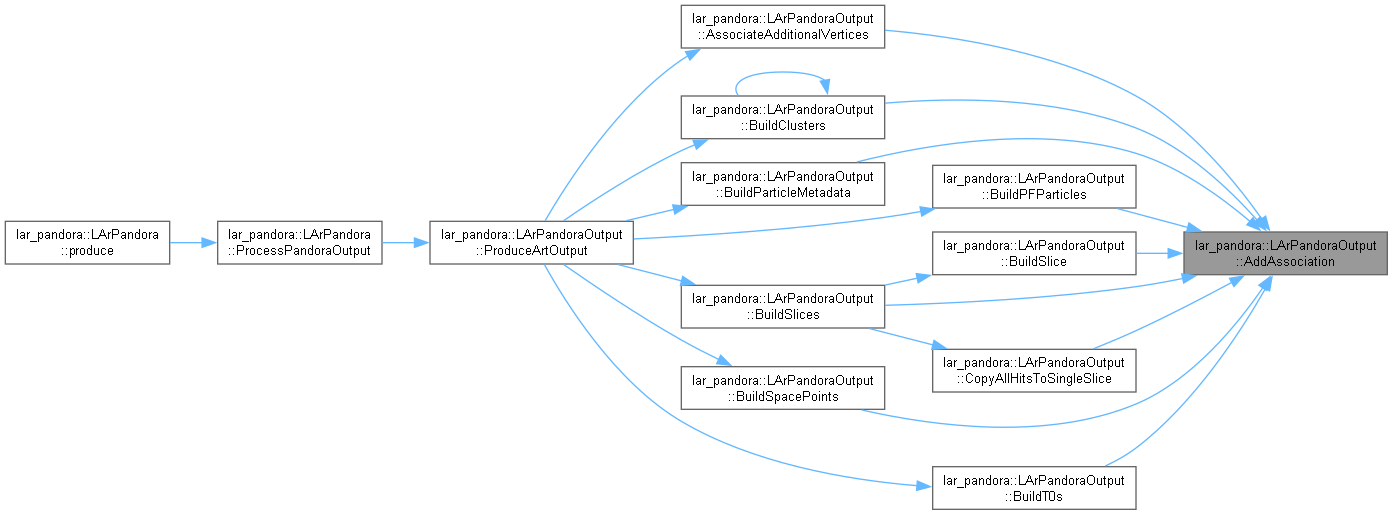 lar_pandora::LArPandoraOutput
::AssociateAdditionalVertices
lar_pandora::LArPandoraOutput
::BuildClusters
lar_pandora::LArPandoraOutput
::BuildParticleMetadata
lar_pandora::LArPandoraOutput
::BuildPFParticles
lar_pandora::LArPandora
::produce
lar_pandora::LArPandora
::ProcessPandoraOutput
lar_pandora::LArPandoraOutput
::ProduceArtOutput
lar_pandora::LArPandoraOutput
::BuildSlice
lar_pandora::LArPandoraOutput
::AddAssociation
lar_pandora::LArPandoraOutput
::BuildSlices
lar_pandora::LArPandoraOutput
::CopyAllHitsToSingleSlice
lar_pandora::LArPandoraOutput
::BuildSpacePoints
lar_pandora::LArPandoraOutput
::BuildT0s